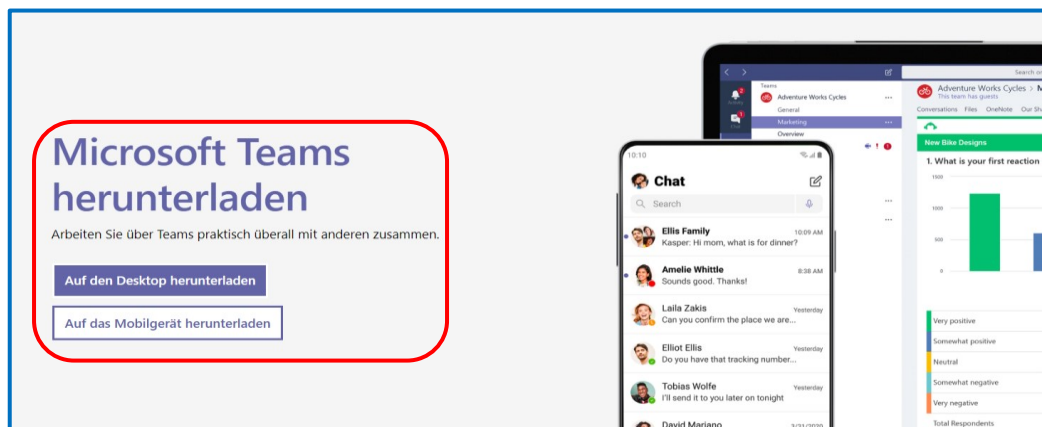 Microsoft Teams
herunterladen
Arbeiten Sie über Teams praktisch überall mit anderen zusammen.
Auf den Desktop herunterladen
Auf das Mobilgerät herunterladen
10:10
Chat
Search
Ellis Family 10:09 AM
Kasper: Hi mom, what is for dinner?
Amelie Whittle 8:38 AM
Sounds good. Thanks!
Laila Zakis Yesterday
Can you confirm the place we are...
Elliot Ellis Yesterday
Do you have that tracking number...
Tobias Wolfe Yesterday
I'll send it to you later on tonight
David Mariano
Search or
Teams
Adventure Works Cycles
General
Marketing
Overview
Adventure Works Cycles > M
This team has guests
Conversations Files OneNote Our Sh
New Bike Designs
1. What is your first reaction
1500
1000
500
0
Very positive
Somewhat positive
Neutral
Somewhat negative
Very negative
Total Respondents